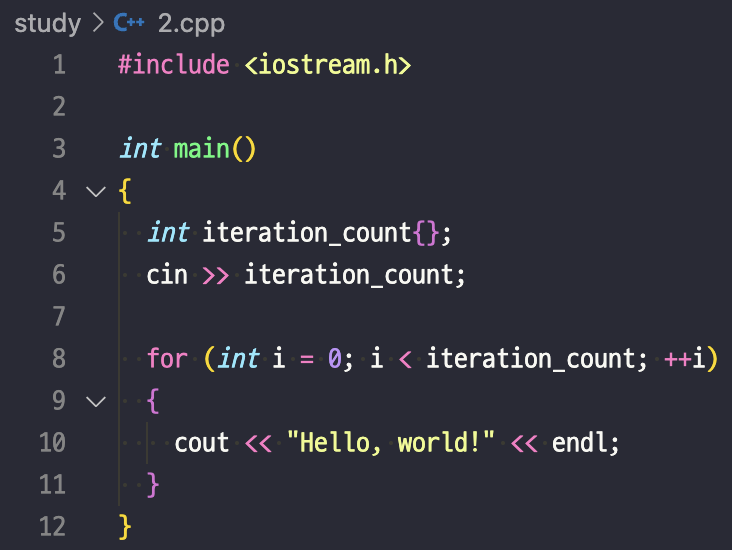 study > C++ 2.cpp
1 #include <iostream.h>
2
3 int main()
4 {
5   int iteration_count{};
6   cin >> iteration_count;
7
8   for (int i = 0; i < iteration_count; ++i)
9   {
10     cout << "Hello, world!" << endl;
11   }
12 }